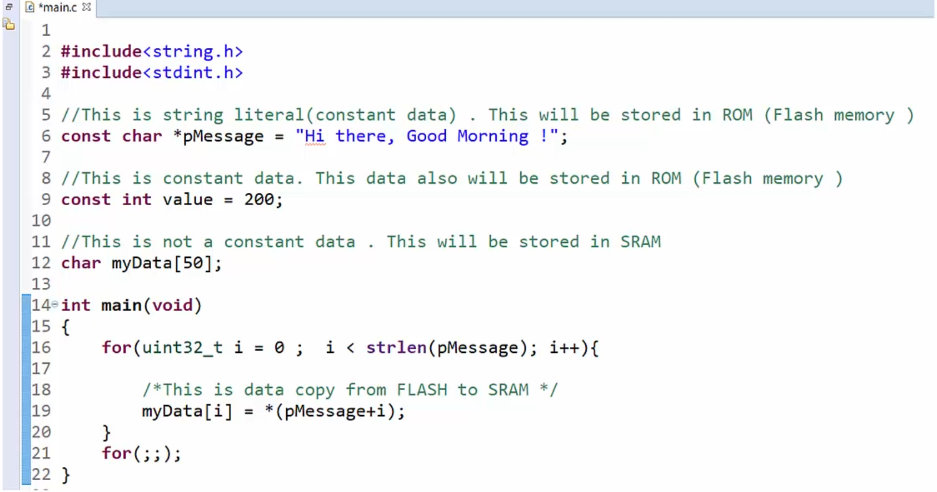 *main.c
1
2 #include<string.h>
3 #include<stdint.h>
4
5 //This is string literal(constant data) . This will be stored in ROM (Flash memory )
6 const char *pMessage = "Hi there, Good Morning !";
7
8 //This is constant data. This data also will be stored in ROM (Flash memory )
9 const int value = 200;
10
11 //This is not a constant data . This will be stored in SRAM
12 char myData[50];
13
14 int main(void)
15 {
16     for(uint32_t i = 0 ;  i < strlen(pMessage); i++){
17
18         /*This is data copy from FLASH to SRAM */
19         myData[i] = *(pMessage+i);
20     }
21     for(;;);
22 }